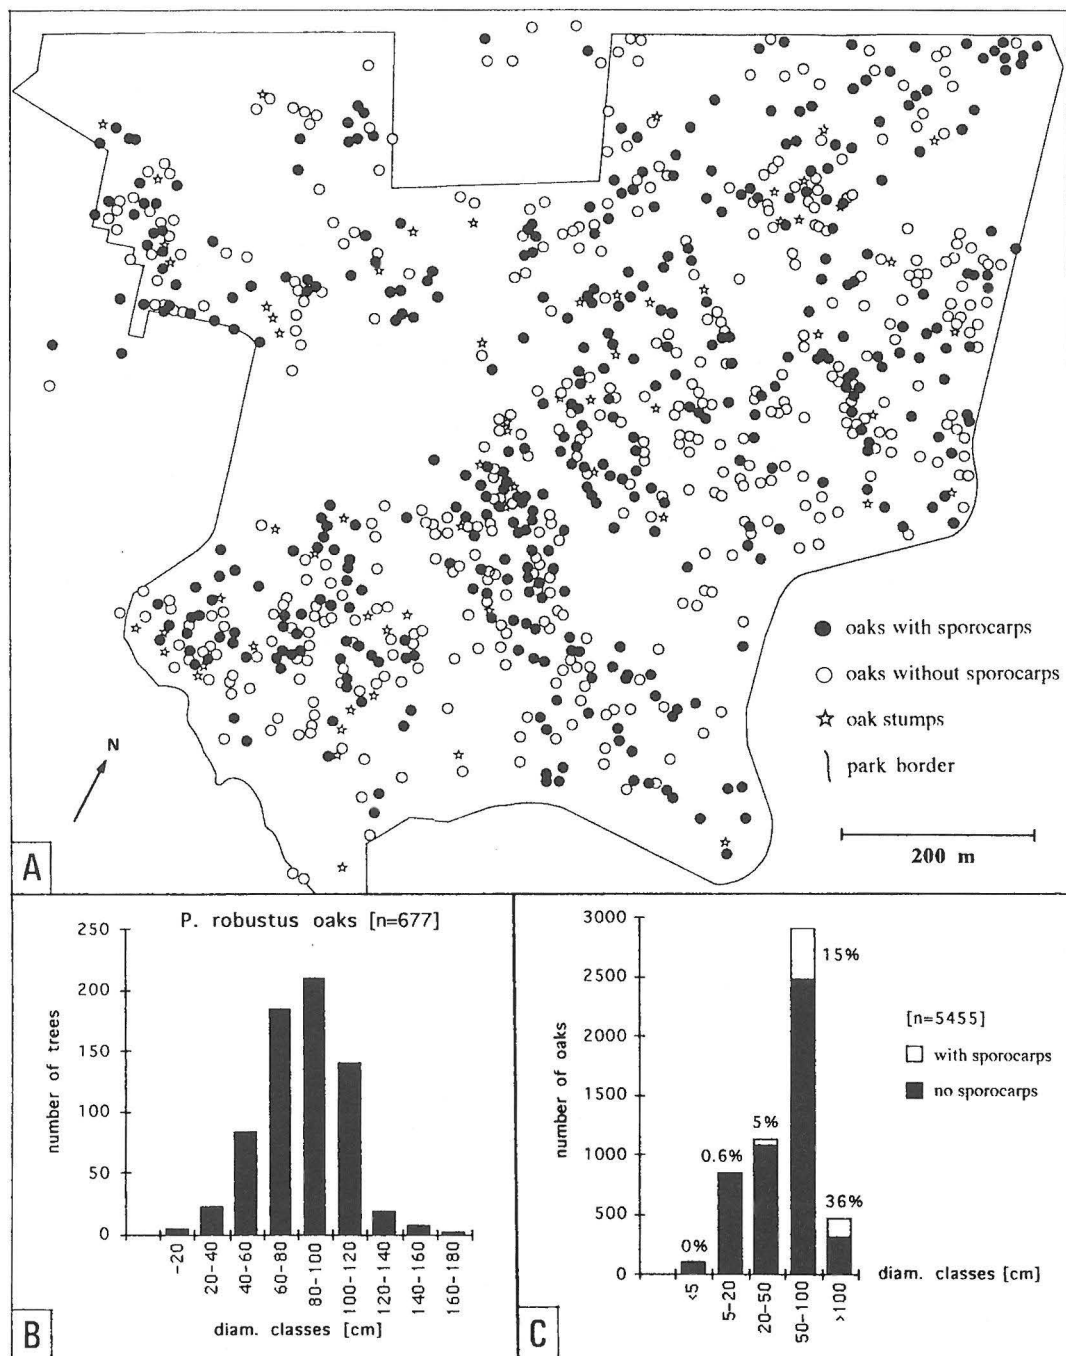 N
oaks with sporocarps
oaks without sporocarps
oak stumps
park border
200 m
A
P. robustus oaks [n=677]
number of trees
250
200
150
100
50
0
-20
20-40
40-60
60-80
80-100
100-120
120-140
140-160
160-180
diam. classes [cm]
B
3000
2500
2000
1500
1000
500
0
number of oaks
0%
0.6%
5%
15%
36%
[n=5455]
with sporocarps
no sporocarps
<5
5-20
20-50
50-100
>100
diam. classes [cm]
C